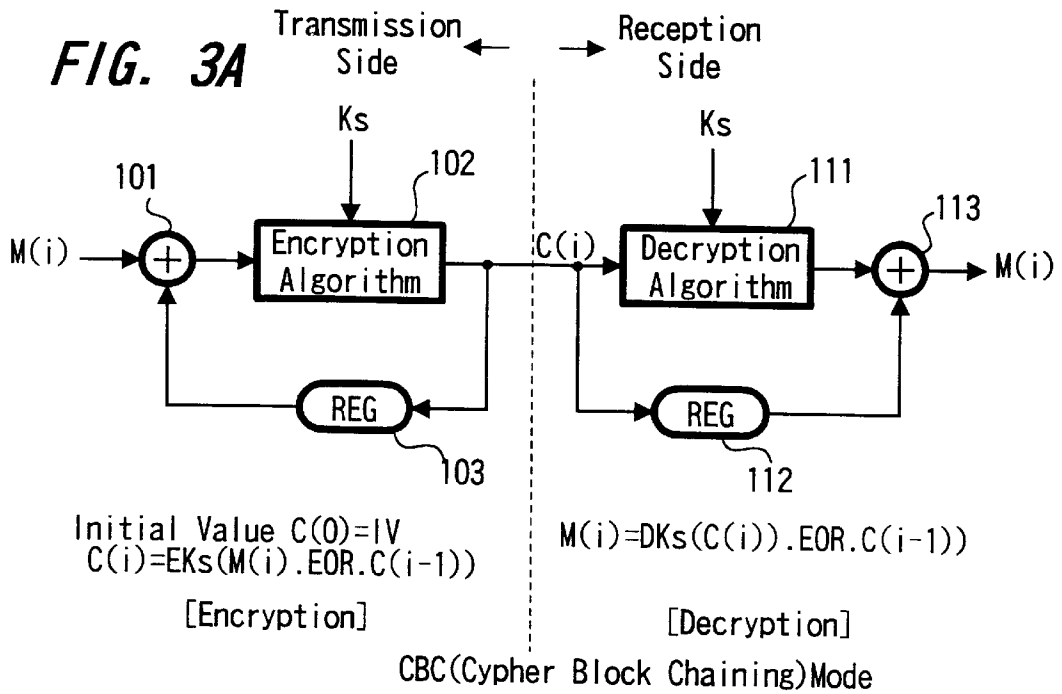 FIG. 3A
Transmission
Side
Reception
Side
Ks
Ks
101
102
111
113
M(i)
+
Encryption
Algorithm
C(i)
Decryption
Algorithm
+
M(i)
REG
REG
103
112
Initial Value C(0)=IV
C(i)=EKs(M(i).EOR.C(i-1))
M(i)=DKs(C(i)).EOR.C(i-1))
[Encryption]
[Decryption]
CBC(Cypher Block Chaining)Mode